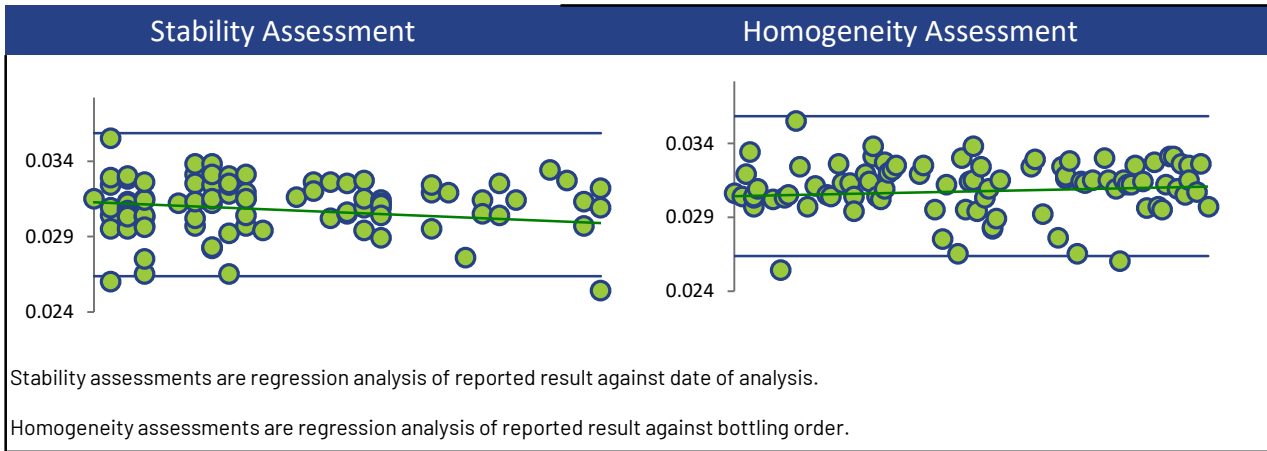 Stability Assessment
Homogeneity Assessment
0.034
0.029
0.024
0.034
0.029
0.024
Stability assessments are regression analysis of reported result against date of analysis.
Homogeneity assessments are regression analysis of reported result against bottling order.